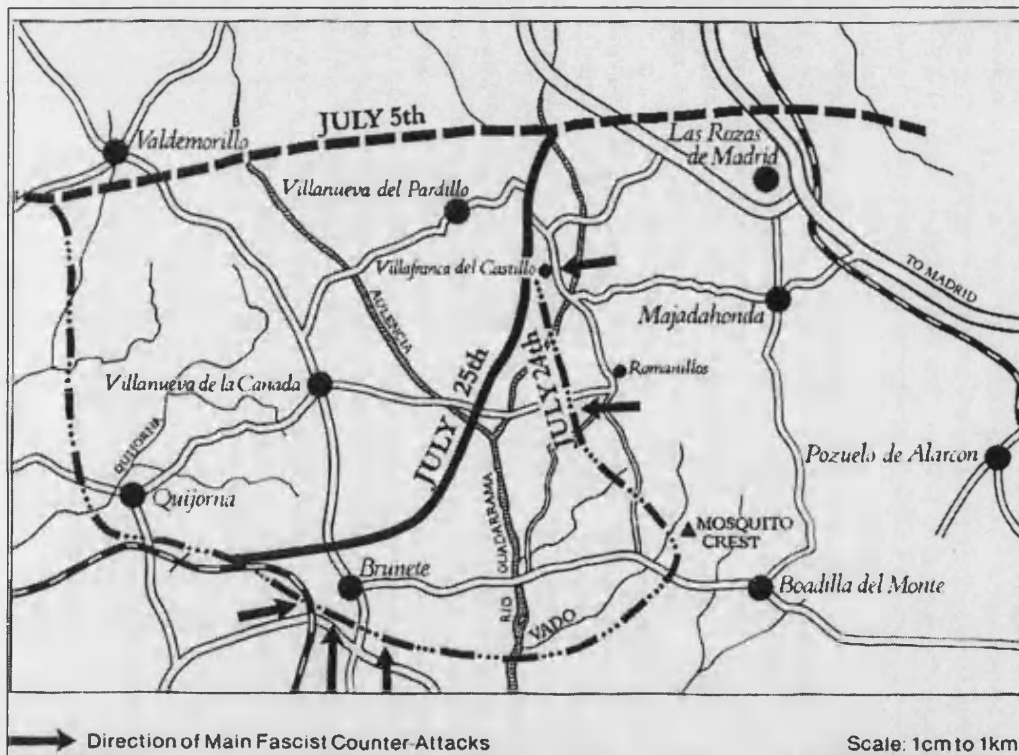 JULY 5th
Valdemorillo
Las Rozas
de Madrid
Villanueva del Pardillo
TO MADRID
Villafranca del Castillo
AULENCIA
Majadahonda
JULY 24th
Romanillos
Villanueva de la Canada
JULY 25th
QUIJORNA
Pozuelo de Alarcon
Quijorna
RIO GUADARRAMA
MOSQUITO
CREST
Brunete
Boadilla del Monte
VADO
Direction of Main Fascist Counter-Attacks
Scale: 1cm to 1km